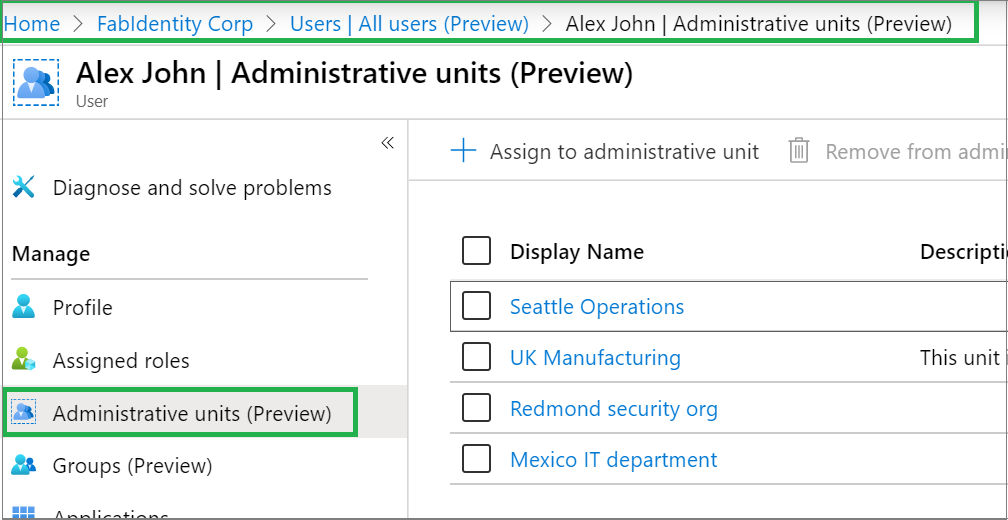 Home > FabIdentity Corp > Users | All users (Preview) > Alex John | Administrative units (Preview)
Alex John | Administrative units (Preview)
User
«
Diagnose and solve problems
Manage
Profile
Assigned roles
Administrative units (Preview)
Groups (Preview)
Applications
Assign to administrative unit
Remove from admi
Display Name
Descripti
Seattle Operations
UK Manufacturing
This unit
Redmond security org
Mexico IT department